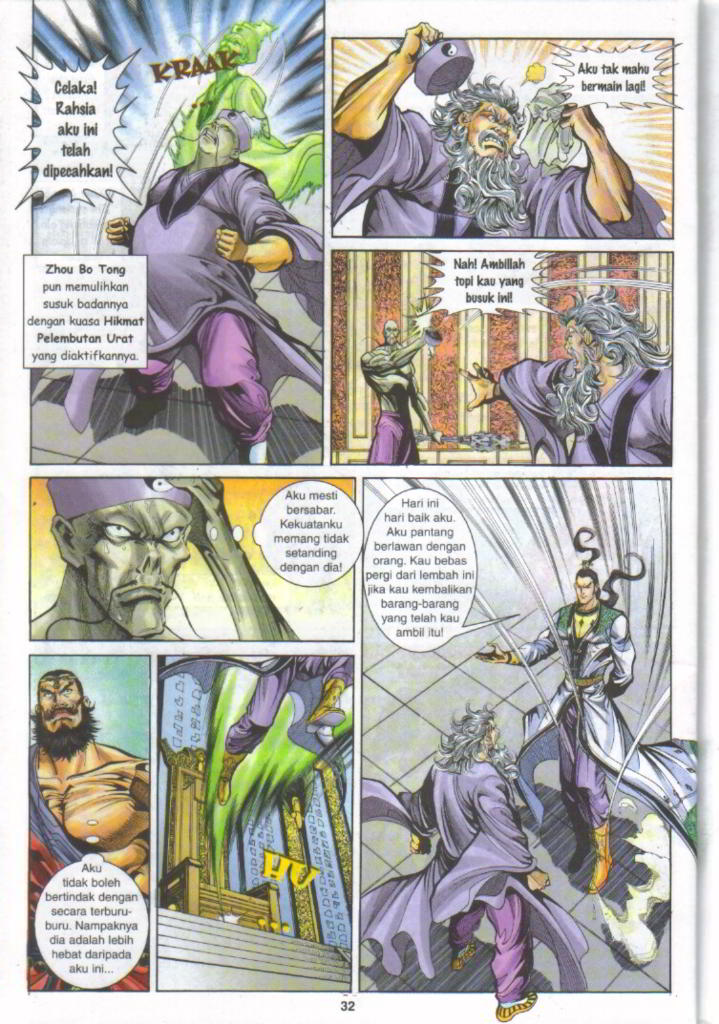 KRAAK
Celaka!
Rahsia
aku ini
telah
dipecahkan!
Zhou Bo Tong
pun memulihkan
susuk badannya
dengan kuasa Hikmat
Pelembutan Urat
yang diaktifkannya.
Aku tak mahu
bermain lagi!
Nah! Ambillah
topi kau yang
busuk ini!
Aku mesti
bersabar.
Kekuatanku
memang tidak
setanding
dengan dia!
Hari ini
hari baik aku.
Aku pantang
berlawan dengan
orang. Kau bebas
pergi dari lembah ini
jika kau kembalikan
barang-barang
yang telah kau
ambil itu!
Aku
tidak boleh
bertindak dengan
secara terburu-
buru. Nampaknya
dia adalah lebih
hebat daripada
aku ini...
HU
32